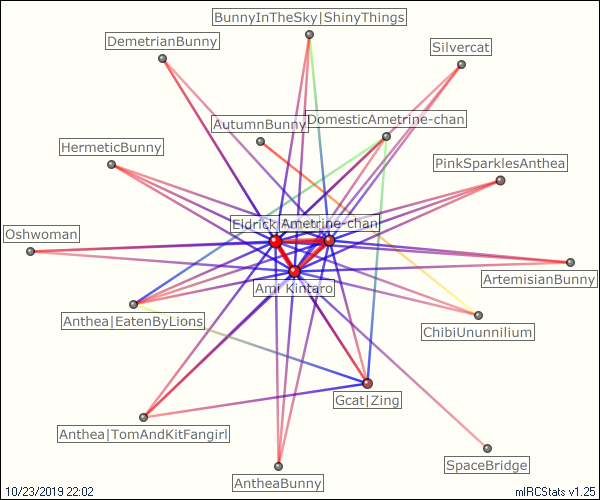 BunnyInTheSky|ShinyThings
DemetrianBunny
Silvercat
AutumnBunny
DomesticAmetrine-chan
HermeticBunny
PinkSparklesAnthea
Eldrick
Ametrine-chan
Oshwoman
Ami Kintaro
ArtemisianBunny
Anthea|EatenByLions
ChibiUnunnilium
Gcat|Zing
Anthea|TomAndKitFangirl
SpaceBridge
AntheaBunny
10/23/2019 22:02
mIRCStats v1.25